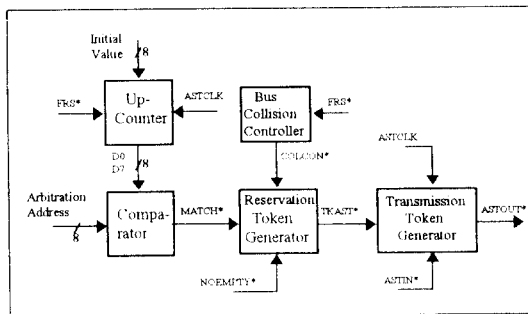 Initial
Value
8
FRS*
Up-
Counter
ASTCLK
Bus
Collision
Controller
FRS*
D0
D7
8
COLCON*
ASTCLK
Arbitration
Address
8
Compa-
rator
MATCH*
Reservation
Token
Generator
TKAST*
Transmission
Token
Generator
ASTOUT*
NOEMPTY*
ASTIN*